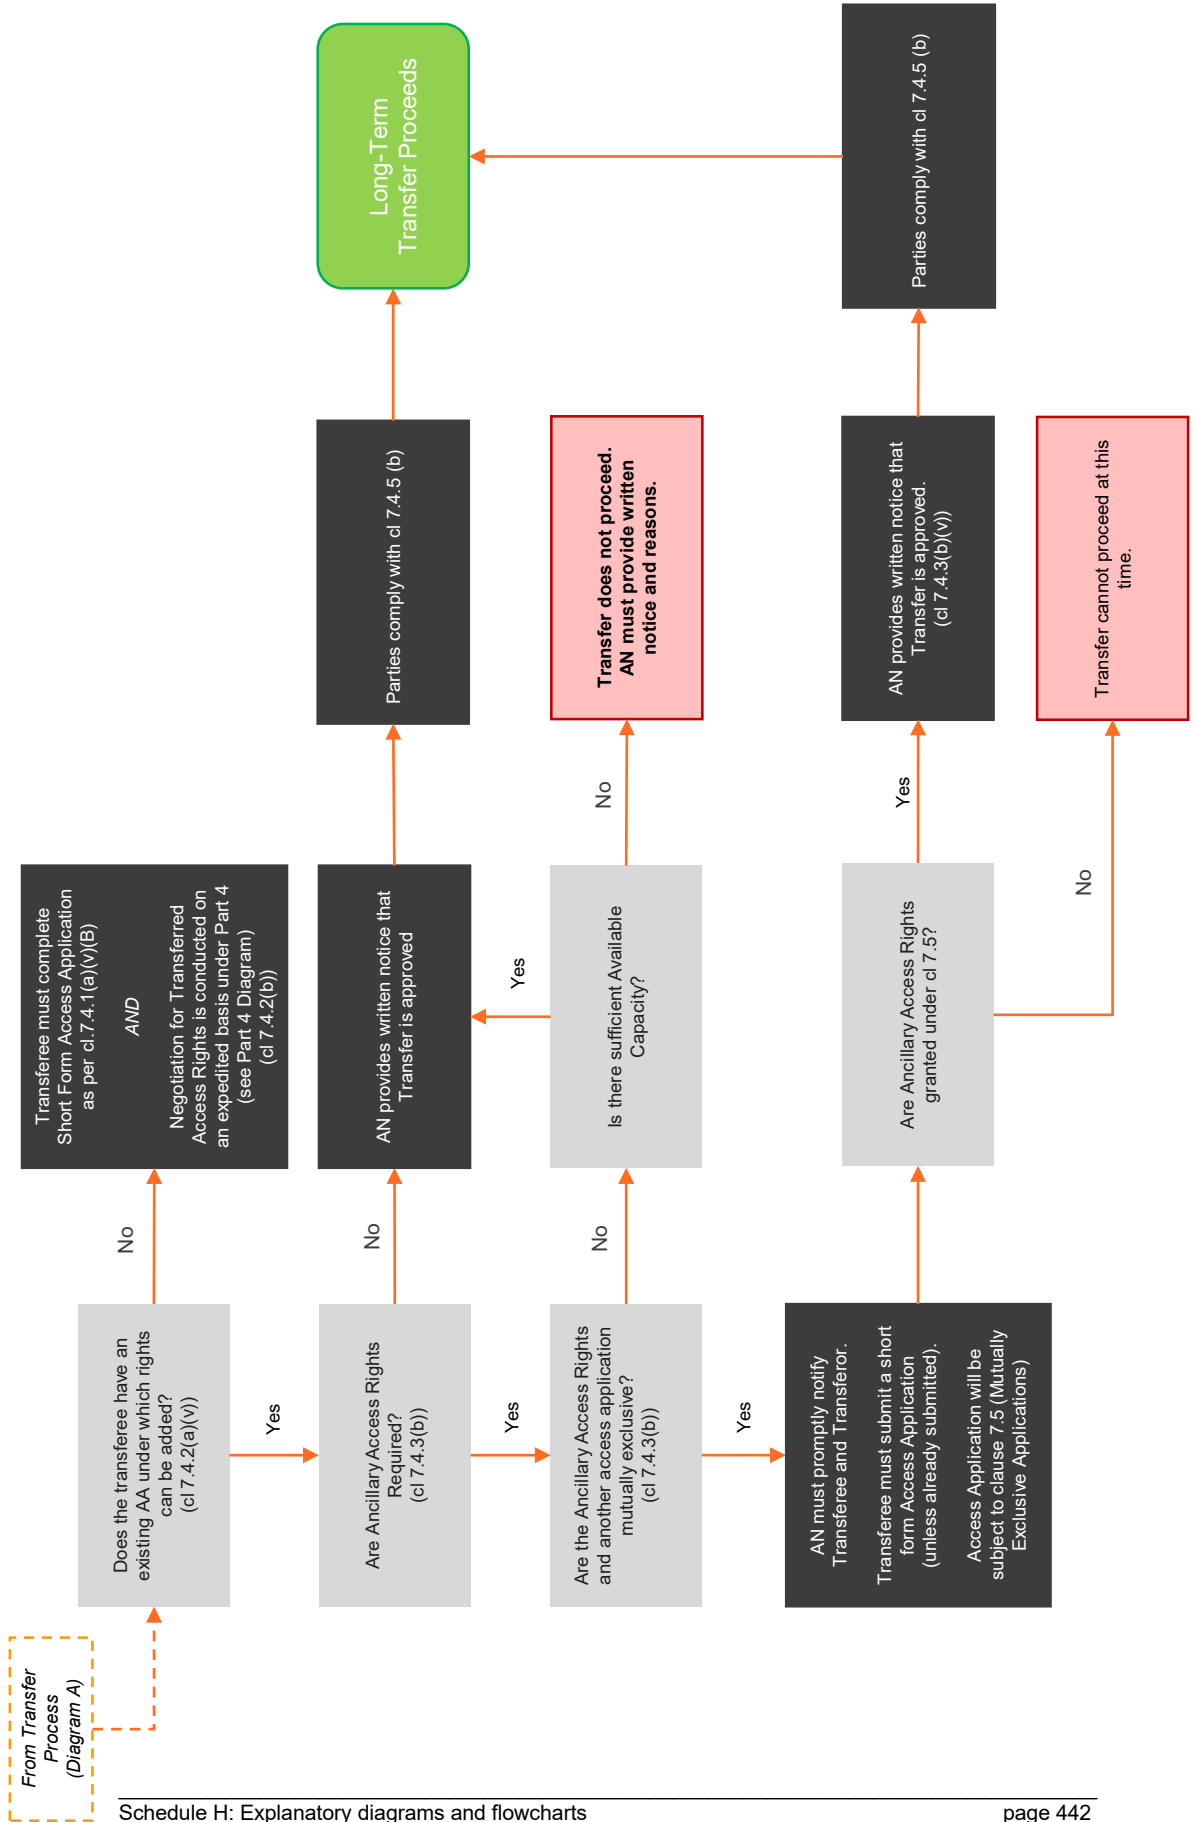 From Transfer
Process
(Diagram A)
Does the transferee have an
existing AA under which rights
can be added?
(cl 7.4.2(a)(v))
No
Transferee must complete
Short Form Access Application
as per cl.7.4.1(a)(v)(B)
AND
Negotiation for Transferred
Access Rights is conducted on
an expedited basis under Part 4
(see Part 4 Diagram)
(cl 7.4.2(b))
Yes
Are Ancillary Access Rights
Required?
(cl 7.4.3(b))
No
AN provides written notice that
Transfer is approved
Parties comply with cl 7.4.5 (b)
Long-Term
Transfer Proceeds
Yes
Are the Ancillary Access Rights
and another access application
mutually exclusive?
(cl 7.4.3(b))
No
Is there sufficient Available
Capacity?
Yes
No
Transfer does not proceed.
AN must provide written
notice and reasons.
Yes
AN must promptly notify
Transferee and Transferor.
Transferee must submit a short
form Access Application
(unless already submitted).
Access Application will be
subject to clause 7.5 (Mutually
Exclusive Applications)
Are Ancillary Access Rights
granted under cl 7.5?
Yes
AN provides written notice that
Transfer is approved.
(cl 7.4.3(b)(v))
Parties comply with cl 7.4.5 (b)
No
Transfer cannot proceed at this
time.
Schedule H: Explanatory diagrams and flowcharts
page 442